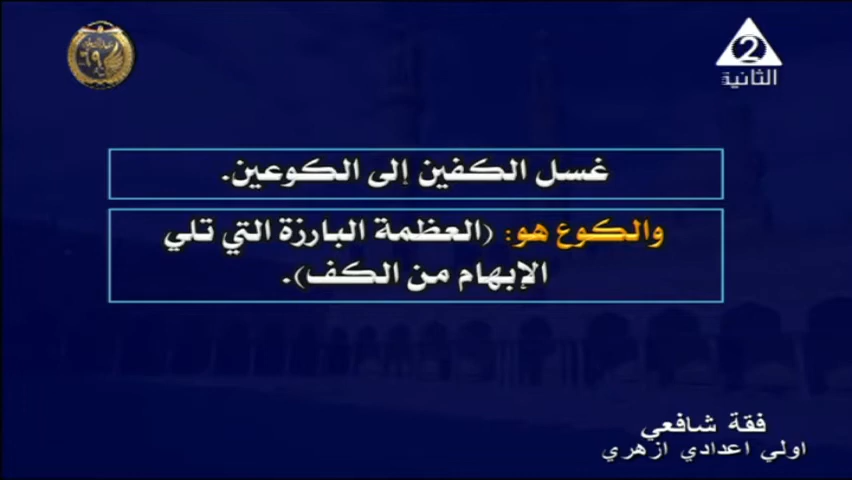 2
الثانية
غسل الكفين إلى الكوعين.
والكوع هو: (العظمة البارزة التي تلي
الإبهام من الكف).
فقة شافعي
اولي اعدادي ازهري